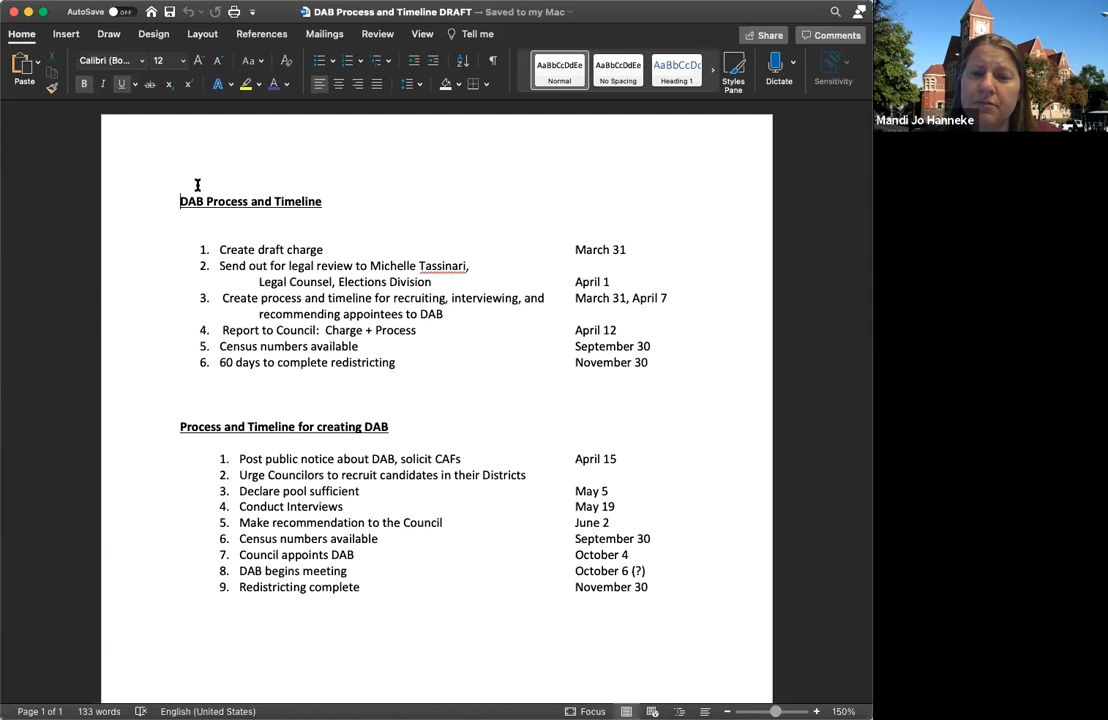 AutoSave OFF DAB Process and Timeline DRAFT — Saved to my Mac
Home Insert Draw Design Layout References Mailings Review View Tell me Share Comments
Paste Calibri (Bo... 12 AaBbCcDdEe Normal AaBbCcDdEe No Spacing AaBbCcDc Heading 1 Styles Pane Dictate Sensitivity
Mandi Jo Hanneke
DAB Process and Timeline
1. Create draft charge March 31
2. Send out for legal review to Michelle Tassinari,
Legal Counsel, Elections Division April 1
3. Create process and timeline for recruiting, interviewing, and March 31, April 7
recommending appointees to DAB
4. Report to Council: Charge + Process April 12
5. Census numbers available September 30
6. 60 days to complete redistricting November 30
Process and Timeline for creating DAB
1. Post public notice about DAB, solicit CAFs April 15
2. Urge Councilors to recruit candidates in their Districts
3. Declare pool sufficient May 5
4. Conduct Interviews May 19
5. Make recommendation to the Council June 2
6. Census numbers available September 30
7. Council appoints DAB October 4
8. DAB begins meeting October 6 (?)
9. Redistricting complete November 30
Page 1 of 1 133 words English (United States) Focus 150%